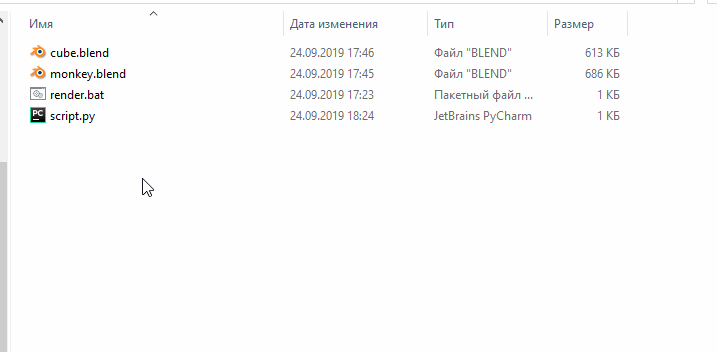 Имя Дата изменения Тип Размер
cube.blend 24.09.2019 17:46 Файл "BLEND" 613 КБ
monkey.blend 24.09.2019 17:45 Файл "BLEND" 686 КБ
render.bat 24.09.2019 17:23 Пакетный файл ... 1 КБ
PC script.py 24.09.2019 18:24 JetBrains PyCharm 1 КБ